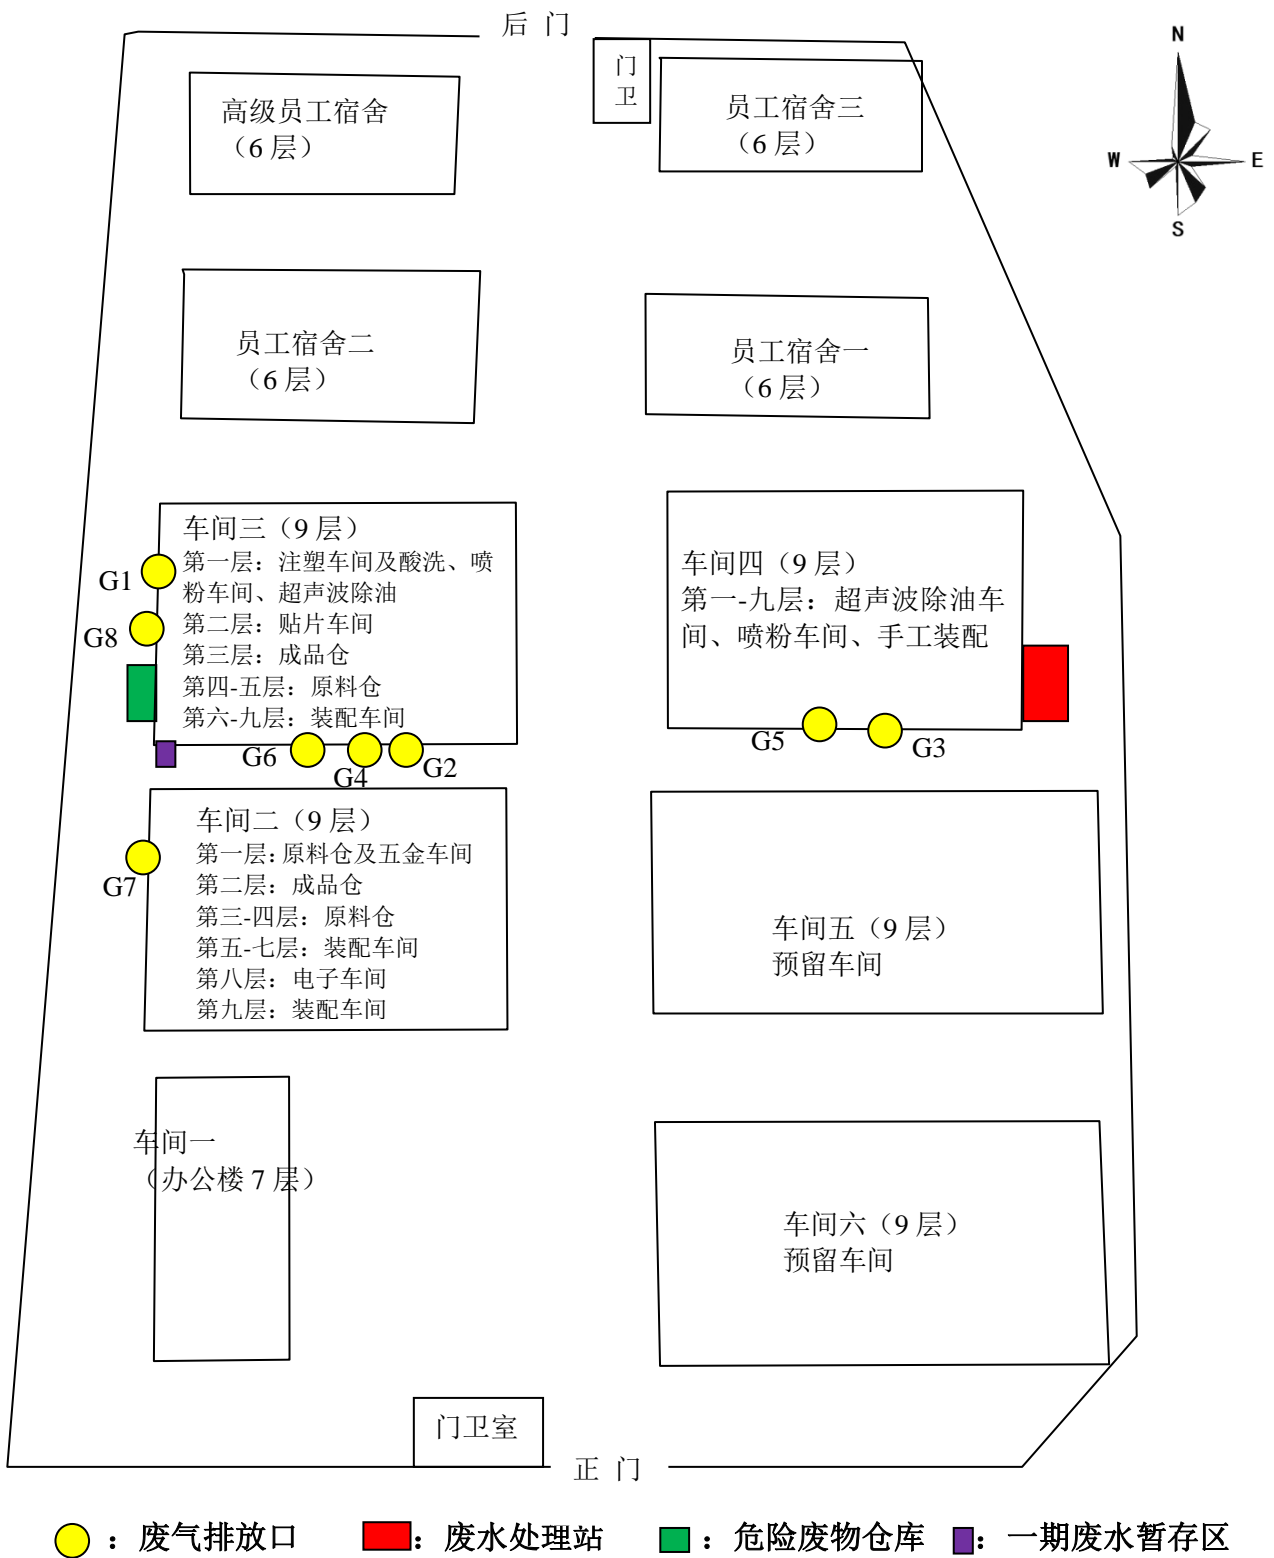 后 门
门
卫
N
W
E
S
高级员工宿舍
（6 层）
员工宿舍三
（6 层）
员工宿舍二
（6 层）
员工宿舍一
（6 层）
车间三（9 层）
第一层：注塑车间及酸洗、喷
粉车间、超声波除油
第二层：贴片车间
第三层：成品仓
第四-五层：原料仓
第六-九层：装配车间
G1
G8
G6
G4
G2
车间四（9 层）
第一-九层：超声波除油车
间、喷粉车间、手工装配
G5
G3
车间二（9 层）
第一层：原料仓及五金车间
第二层：成品仓
第三-四层：原料仓
第五-七层：装配车间
第八层：电子车间
第九层：装配车间
G7
车间五（9 层）
预留车间
车间一
（办公楼 7 层）
车间六（9 层）
预留车间
门卫室
正 门
：废气排放口
：废水处理站
：危险废物仓库
：一期废水暂存区